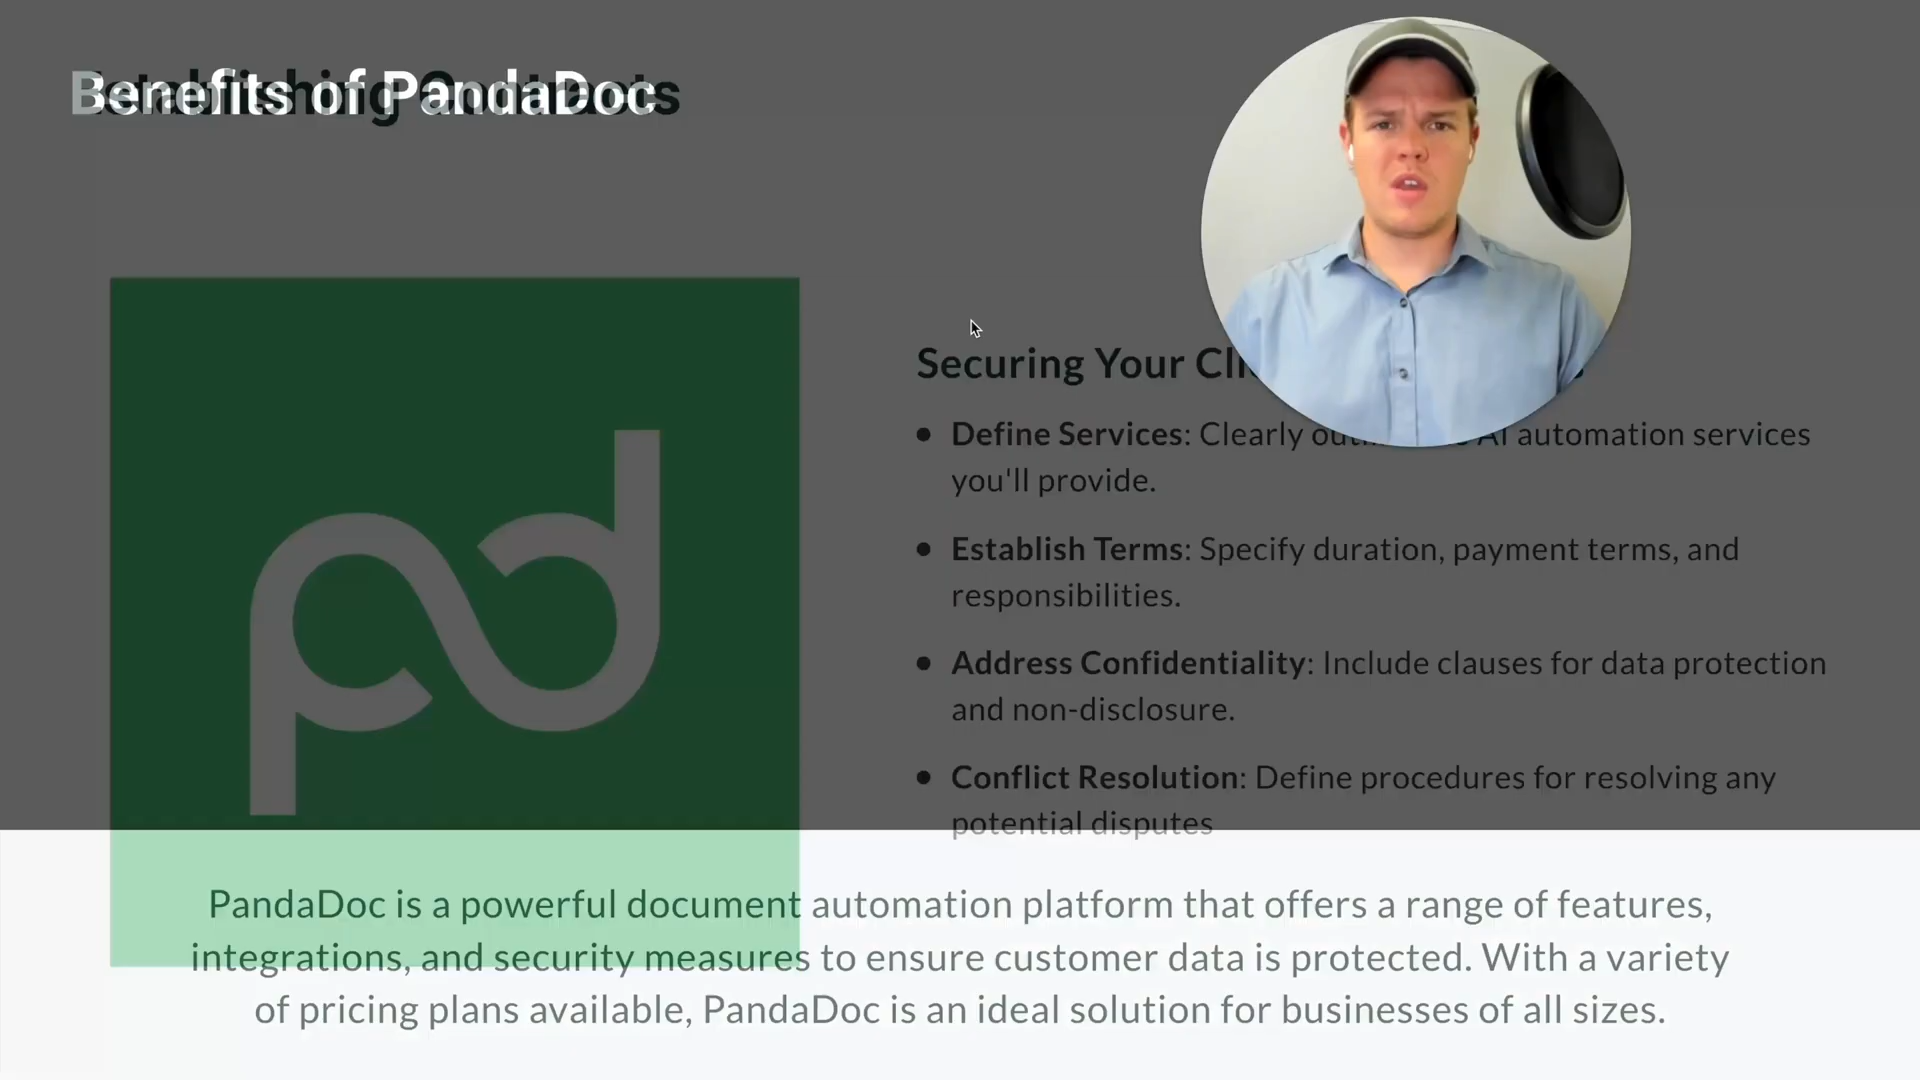 Benefits of PandaDoc
Establishing Contracts
Securing Your
Define Services: Clearly AI automation services
you'll provide.
Establish Terms: Specify duration, payment terms, and
responsibilities.
Address Confidentiality: Include clauses for data protection
and non-disclosure.
Conflict Resolution: Define procedures for resolving any
potential disputes
PandaDoc is a powerful document automation platform that offers a range of features,
integrations, and security measures to ensure customer data is protected. With a variety
of pricing plans available, PandaDoc is an ideal solution for businesses of all sizes.